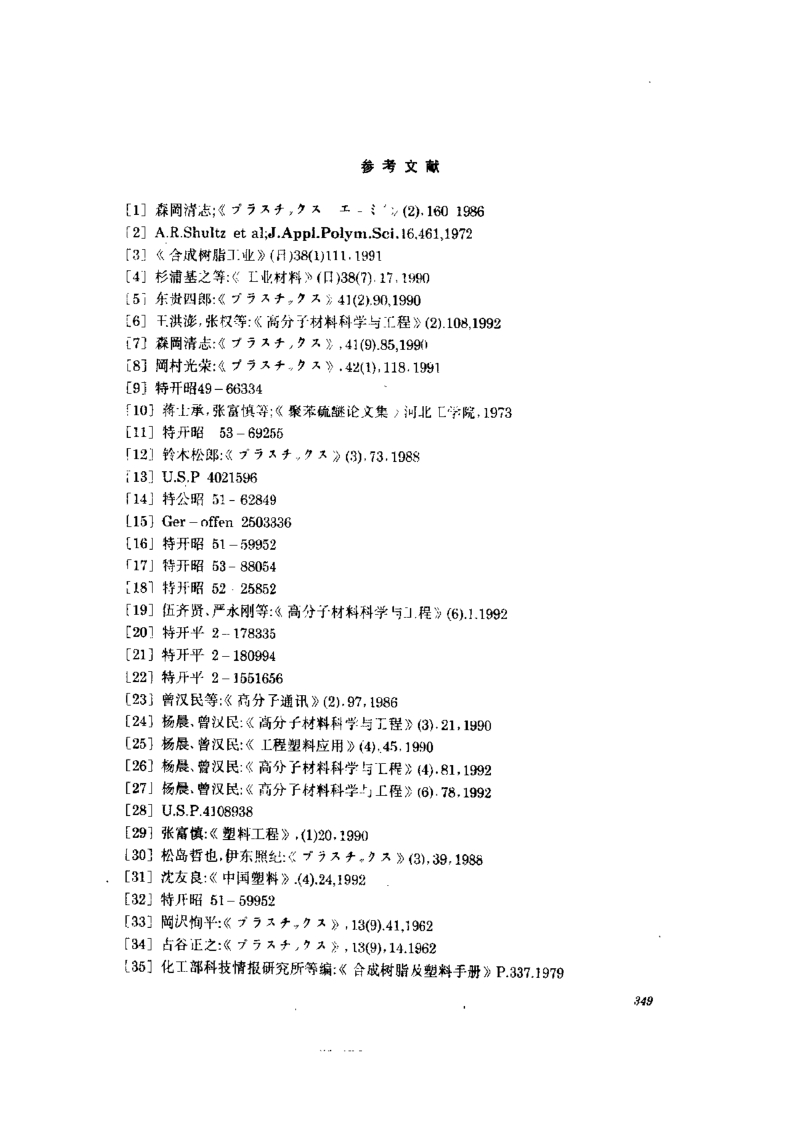 参考文献
[1] 森岡清志;《プラスチックス (2).160 1986
[2] A.R.Shultz et al;J.Appl.Polym.Sci.16,461,1972
[3]《合成树脂工业》(日)38(1)111.1991
[4] 杉浦基之等:《工业材料》(日)38(7).17,1990
[5] 东贵四郎:《プラスチックス》41(2).90,1990
[6] 王洪澎,张权等:《高分子材料科学与工程》(2).108,1992
[7] 森岡清志:《プラスチックス》,41(9).85,1990
[8] 岡村光荣:《プラスチックス》.42(1),118.1991
[9] 特开昭49-66334
[10] 蒋士承,张富慎等;《聚苯硫醚论文集》河北工学院,1973
[11] 特开昭 53-69255
[12] 铃木松郎:《プラスチックス》(3).73.1988
[13] U.S.P 4021596
[14] 特公昭 51-62849
[15] Ger-offen 2503336
[16] 特开昭 51-59952
[17] 特开昭 53-88054
[18] 特开昭 52-25852
[19] 伍齐贤、严永刚等:《高分子材料科学与工程》(6).1.1992
[20] 特开平 2-178335
[21] 特开平 2-180994
[22] 特开平 2-1551656
[23] 曾汉民等:《高分子通讯》(2).97,1986
[24] 杨晨、曾汉民:《高分子材料科学与工程》(3).21,1990
[25] 杨晨、曾汉民:《工程塑料应用》(4).45.1990
[26] 杨晨、曾汉民:《高分子材料科学与工程》(4).81,1992
[27] 杨晨、曾汉民:《高分子材料科学与工程》(6).78.1992
[28] U.S.P.4108938
[29] 张富慎:《塑料工程》,(1)20.1990
[30] 松岛哲也,伊东照纪:《プラスチックス》(3),39,1988
[31] 沈友良:《中国塑料》.(4).24,1992
[32] 特开昭 51-59952
[33] 岡沢恂平:《プラスチックス》,13(9).41,1962
[34] 古谷正之:《プラスチックス》,13(9),14.1962
[35] 化工部科技情报研究所等编:《合成树脂及塑料手册》P.337.1979
349